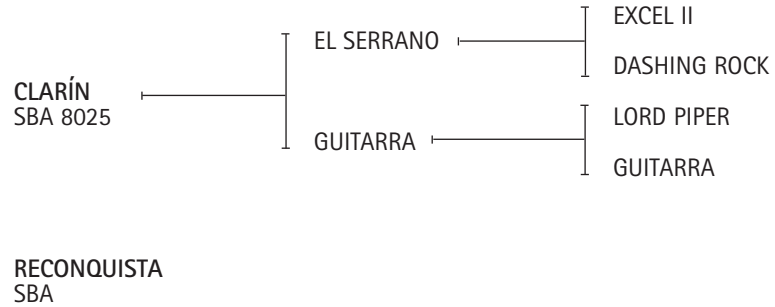 EXCEL II
EL SERRANO
DASHING ROCK
CLARÍN
SBA 8025
LORD PIPER
GUITARRA
GUITARRA
RECONQUISTA
SBA